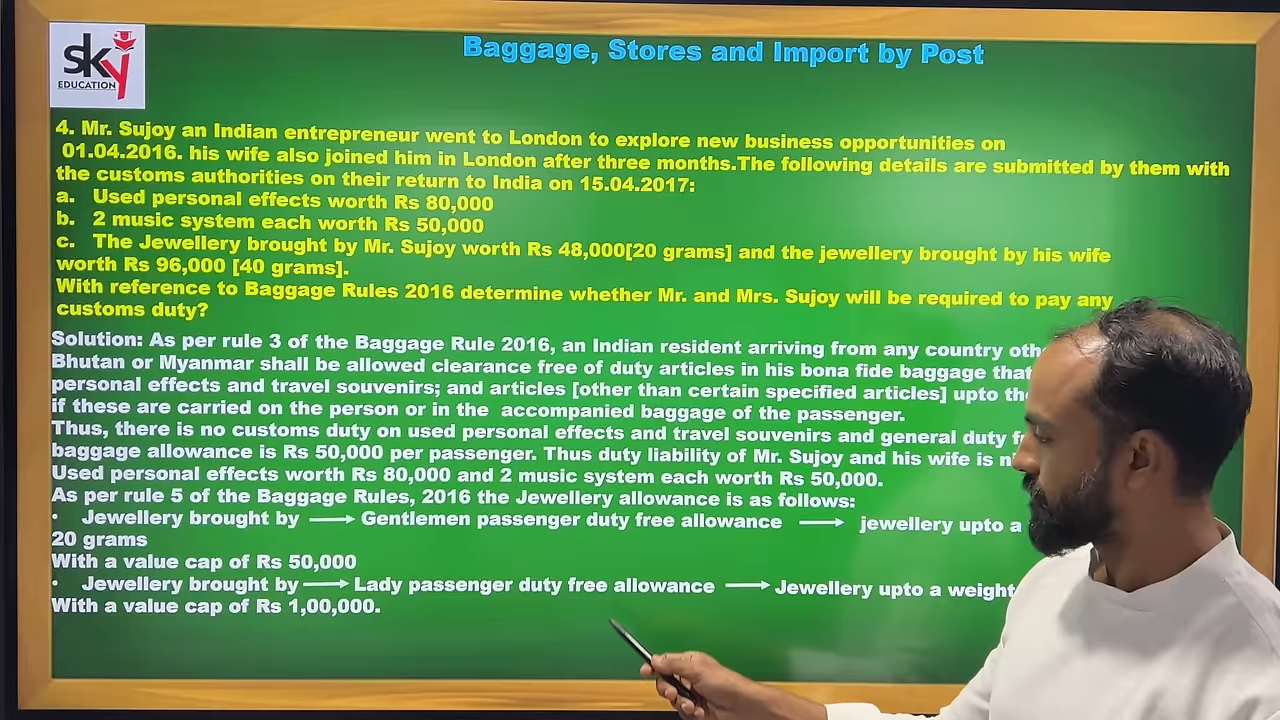 sky
EDUCATION
Baggage, Stores and Import by Post
4. Mr. Sujoy an Indian entrepreneur went to London to explore new business opportunities on
01.04.2016. his wife also joined him in London after three months.The following details are submitted by them with
the customs authorities on their return to India on 15.04.2017:
a. Used personal effects worth Rs 80,000
b. 2 music system each worth Rs 50,000
c. The Jewellery brought by Mr. Sujoy worth Rs 48,000[20 grams] and the jewellery brought by his wife
worth Rs 96,000 [40 grams].
With reference to Baggage Rules 2016 determine whether Mr. and Mrs. Sujoy will be required to pay any
customs duty?
Solution: As per rule 3 of the Baggage Rule 2016, an Indian resident arriving from any country
Bhutan or Myanmar shall be allowed clearance free of duty articles in his bona fide baggage that
personal effects and travel souvenirs; and articles [other than certain specified articles] upto
if these are carried on the person or in the accompanied baggage of the passenger.
Thus, there is no customs duty on used personal effects and travel souvenirs and general duty
baggage allowance is Rs 50,000 per passenger. Thus duty liability of Mr. Sujoy and his wife is
Used personal effects worth Rs 80,000 and 2 music system each worth Rs 50,000.
As per rule 5 of the Baggage Rules, 2016 the Jewellery allowance is as follows:
• Jewellery brought by → Gentlemen passenger duty free allowance → jewellery upto a
20 grams
With a value cap of Rs 50,000
• Jewellery brought by → Lady passenger duty free allowance → Jewellery upto a weight
With a value cap of Rs 1,00,000.